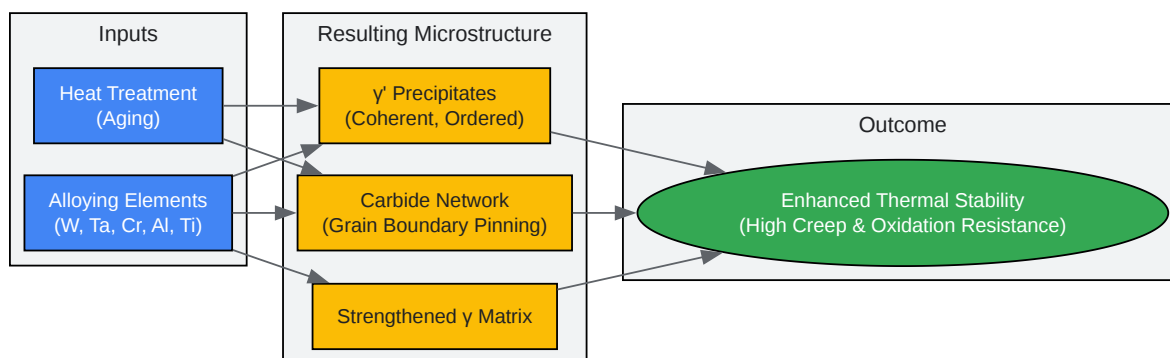 Inputs
Heat Treatment
(Aging)
Alloying Elements
(W, Ta, Cr, Al, Ti)
Resulting Microstructure
γ' Precipitates
(Coherent, Ordered)
Carbide Network
(Grain Boundary Pinning)
Strengthened γ Matrix
Outcome
Enhanced Thermal Stability
(High Creep & Oxidation Resistance)